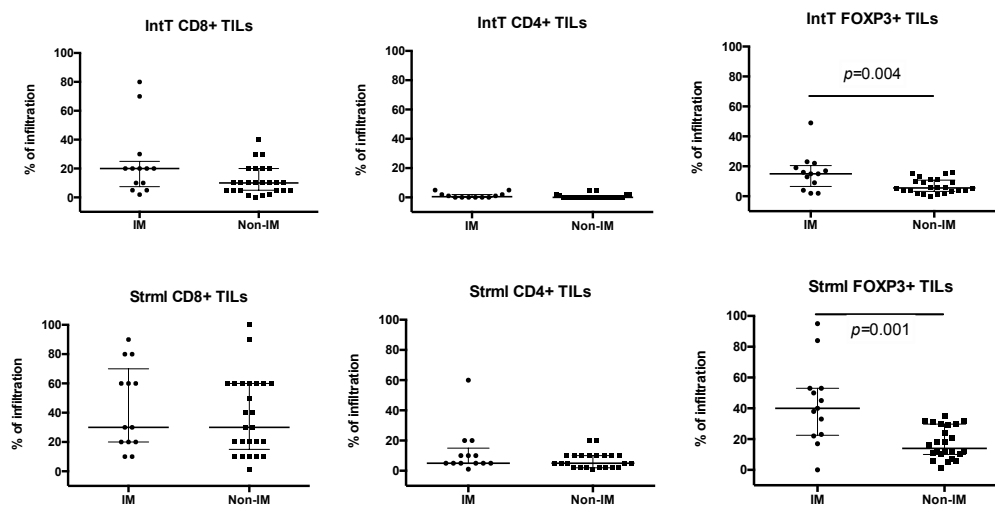 IntT CD8+ TILs
% of infiltration
100
80
60
40
20
0
IM Non-IM
IntT CD4+ TILs
% of infiltration
100
80
60
40
20
0
IM Non-IM
IntT FOXP3+ TILs
p=0.004
% of infiltration
100
80
60
40
20
0
IM Non-IM
Strml CD8+ TILs
% of infiltration
100
80
60
40
20
0
IM Non-IM
Strml CD4+ TILs
% of infiltration
100
80
60
40
20
0
IM Non-IM
Strml FOXP3+ TILs
p=0.001
% of infiltration
100
80
60
40
20
0
IM Non-IM